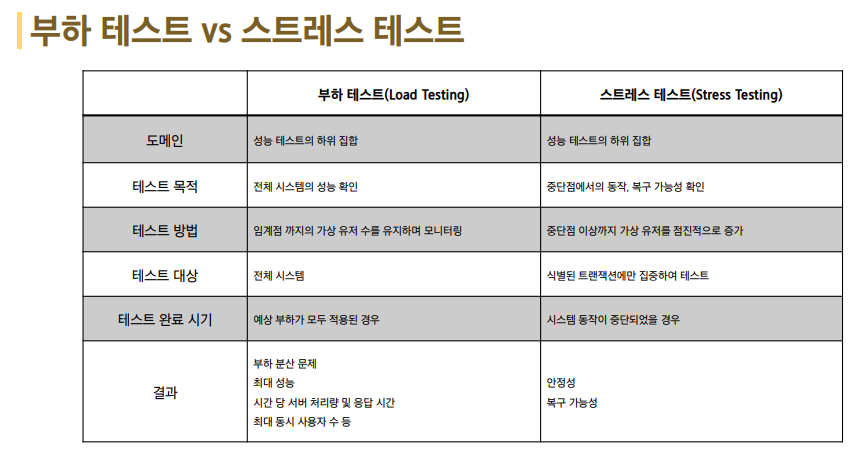 부하 테스트 vs 스트레스 테스트
부하 테스트(Load Testing) 스트레스 테스트(Stress Testing)
도메인 성능 테스트의 하위 집합 성능 테스트의 하위 집합
테스트 목적 전체 시스템의 성능 확인 중단점에서의 동작, 복구 가능성 확인
테스트 방법 임계점 까지의 가상 유저 수를 유지하며 모니터링 중단점 이상까지 가상 유저를 점진적으로 증가
테스트 대상 전체 시스템 식별된 트랜잭션에만 집중하여 테스트
테스트 완료 시기 예상 부하가 모두 적용된 경우 시스템 동작이 중단되었을 경우
결과
부하 분산 문제
최대 성능
시간 당 서버 처리량 및 응답 시간
최대 동시 사용자 수 등
안정성
복구 가능성